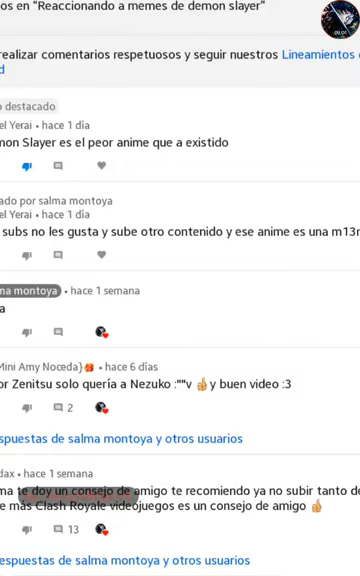 os en "Reaccionando a memes de demon slayer"
realizar comentarios respetuosos y seguir nuestros Lineamientos
d
o destacado
el Yerai • hace 1 día
mon Slayer es el peor anime que a existido
ado por salma montoya
el Yerai • hace 1 día
subs no les gusta y sube otro contenido y ese anime es una m13r
ma montoya • hace 1 semana
a
Mini Amy Noceda}🎁 • hace 6 días
or Zenitsu solo quería a Nezuko :""v 👍y buen video :3
2
spuestas de salma montoya y otros usuarios
dax • hace 1 semana
ma te doy un consejo de amigo te recomiendo ya no subir tanto de
e más Clash Royale videojuegos es un consejo de amigo 👍
13
espuestas de salma montoya y otros usuarios